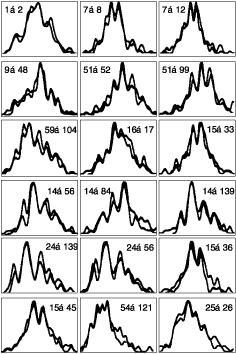 1á 2 7á 8 7á 12
9á 48 51á 52 51á 99
59á 104 16á 17 15á 33
14á 56 14á 84 14á 139
24á 139 24á 56 15á 36
15á 45 54á 121 25á 26